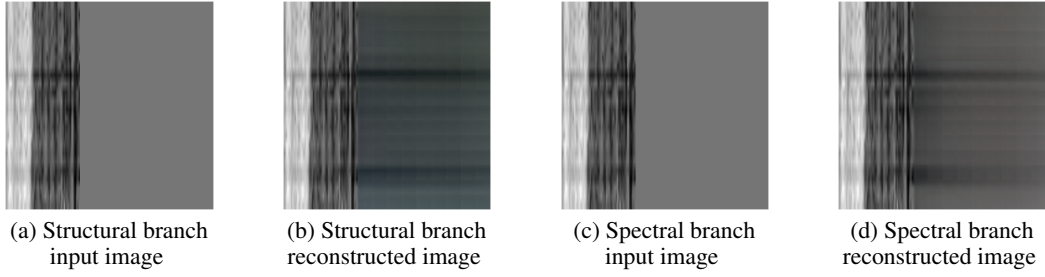 (a) Structural branch
input image
(b) Structural branch
reconstructed image
(c) Spectral branch
input image
(d) Spectral branch
reconstructed image